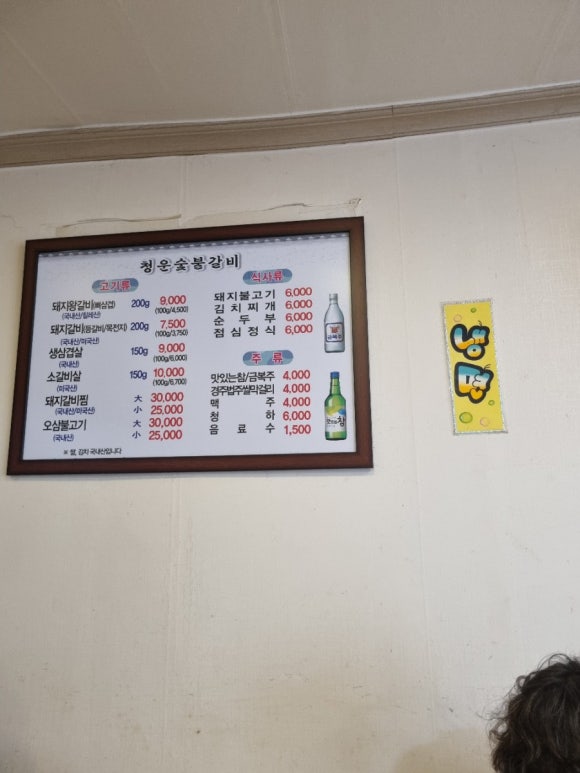 청운숯불갈비
고기류
돼지왕갈비(뼈삼겹) 200g 9,000
(국내산/칠레산) (100g/4,500)
돼지갈비(등갈비/목전지) 200g 7,500
(국내산/미국산) (100g/3,750)
생삼겹살 150g 9,000
(국내산) (100g/6,000)
소갈비살 150g 10,000
(미국산) (100g/6,700)
돼지갈비찜 大 30,000
(국내산/미국산) 小 25,000
오삼불고기 大 30,000
(국내산) 小 25,000
※ 쌀, 김치 국내산입니다
식사류
돼지불고기 6,000
김치찌개 6,000
순두부 6,000
점심정식 6,000
주류
맛있는참/금복주 4,000
경주법주쌀막걸리 4,000
맥주 4,000
청하 6,000
음료수 1,500
금복주
참
냉면